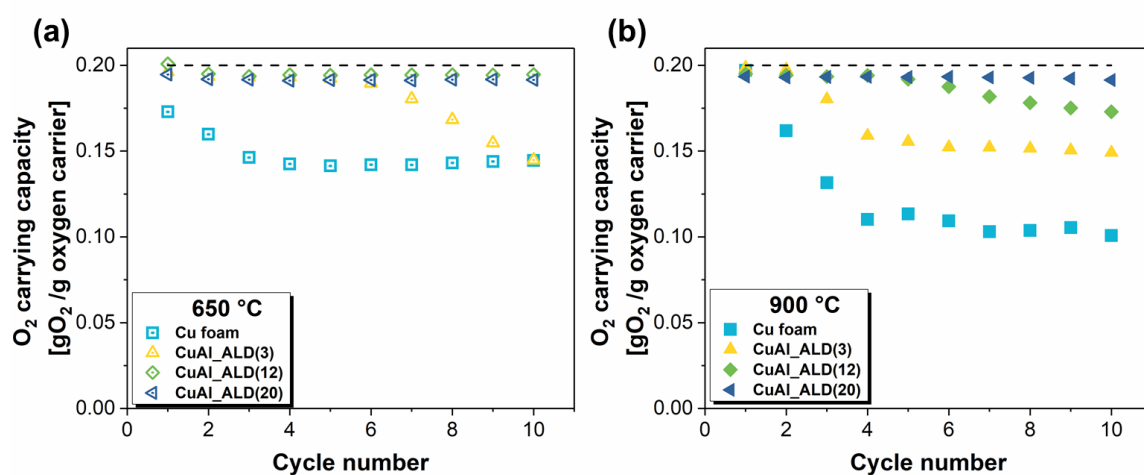 (a)
0.20
0.15
0.10
0.05
0.00
O₂ carrying capacity
[gO₂ /g oxygen carrier]
650 °C
Cu foam
CuAl_ALD(3)
CuAl_ALD(12)
CuAl_ALD(20)
0 2 4 6 8 10
Cycle number
(b)
0.20
0.15
0.10
0.05
0.00
O₂ carrying capacity
[gO₂ /g oxygen carrier]
900 °C
Cu foam
CuAl_ALD(3)
CuAl_ALD(12)
CuAl_ALD(20)
0 2 4 6 8 10
Cycle number